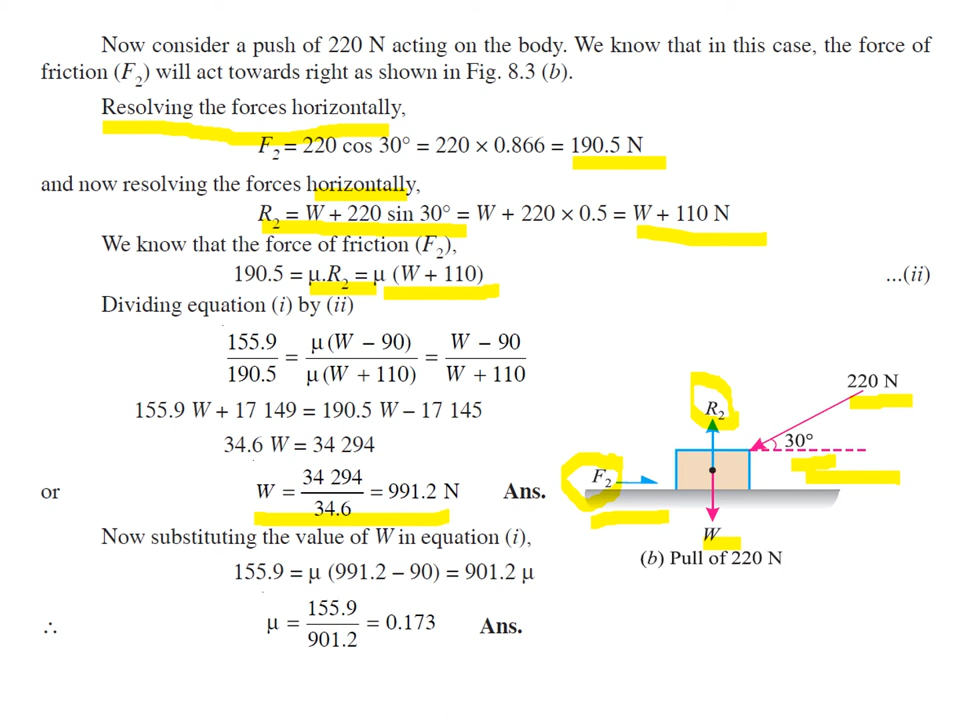 Now consider a push of 220 N acting on the body. We know that in this case, the force of
friction (F₂) will act towards right as shown in Fig. 8.3 (b).
Resolving the forces horizontally,
F₂ = 220 cos 30° = 220 × 0.866 = 190.5 N
and now resolving the forces horizontally,
R₂ = W + 220 sin 30° = W + 220 × 0.5 = W + 110 N
We know that the force of friction (F₂),
190.5 = μ.R₂ = μ (W + 110) ...(ii)
Dividing equation (i) by (ii)
155.9/190.5 = μ (W − 90)/μ (W + 110) = W − 90/W + 110
155.9 W + 17 149 = 190.5 W − 17 145
34.6 W = 34 294
or W = 34 294/34.6 = 991.2 N Ans.
Now substituting the value of W in equation (i),
155.9 = μ (991.2 − 90) = 901.2 μ
∴ μ = 155.9/901.2 = 0.173 Ans.
220 N
R₂
30°
F₂
W
(b) Pull of 220 N